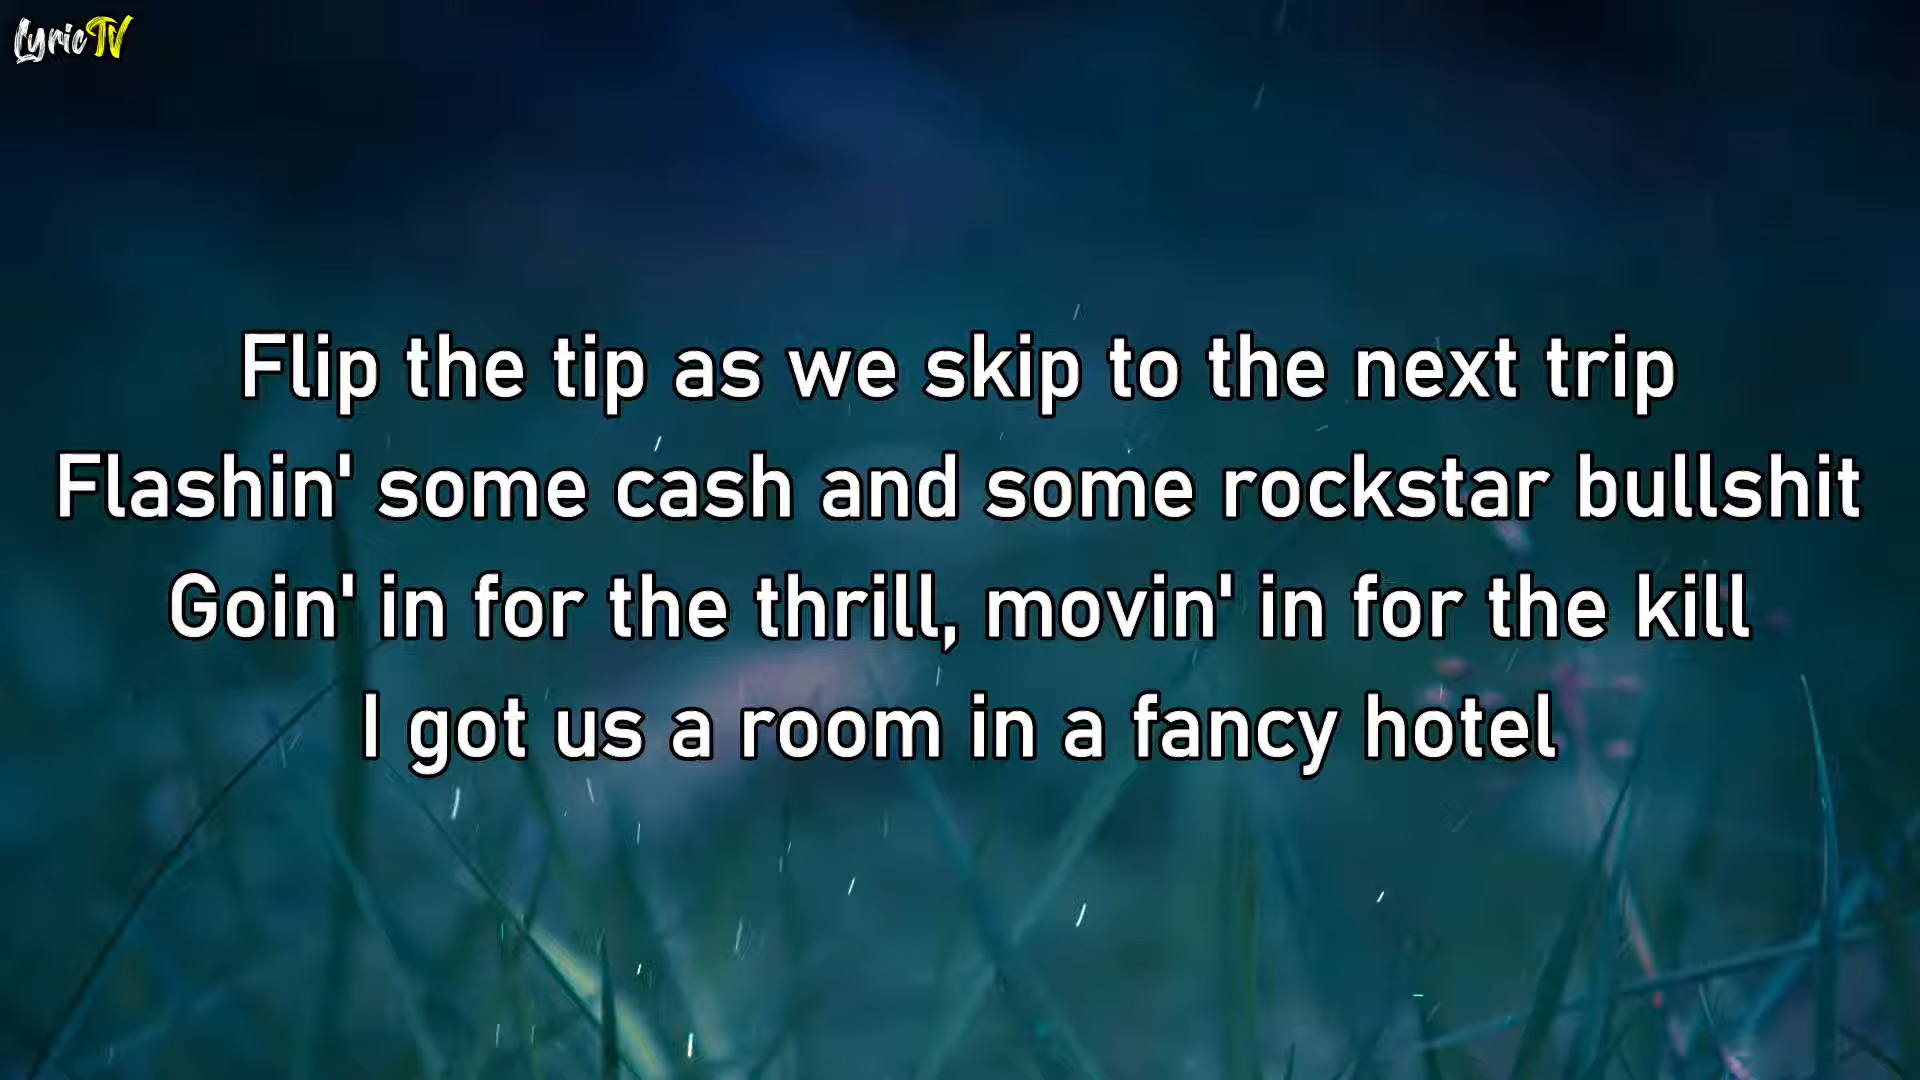 LyricTV
Flip the tip as we skip to the next trip
Flashin' some cash and some rockstar bullshit
Goin' in for the thrill, movin' in for the kill
I got us a room in a fancy hotel